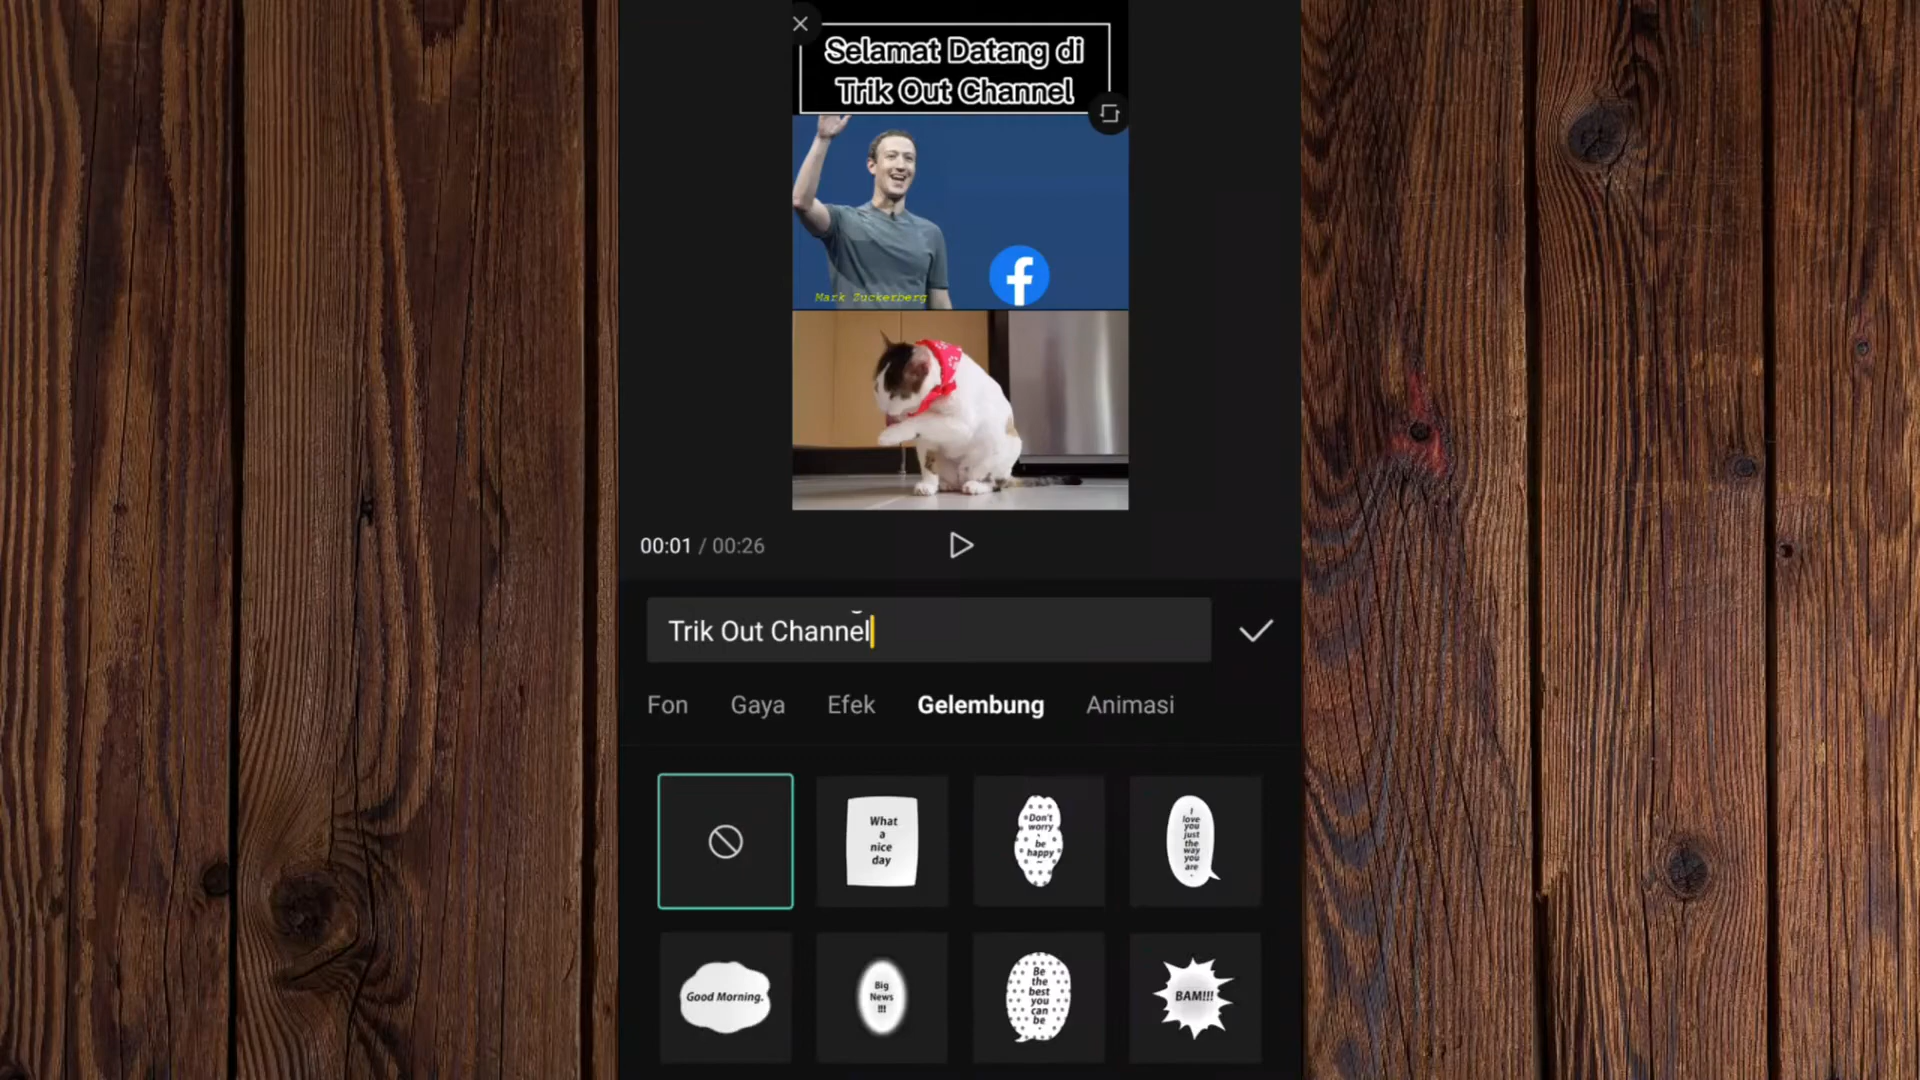 Selamat Datang di
Trik Out Channel
Mark Zuckerberg
00:01 / 00:26
Trik Out Channel
Fon Gaya Efek Gelembung Animasi
What
a
nice
day
Don't
worry
,
be
happy
~
I
love
you
just
the
way
you
are
.
Good Morning.
Big
News
!!!
Be
the
best
you
can
be
.
BAM!!!